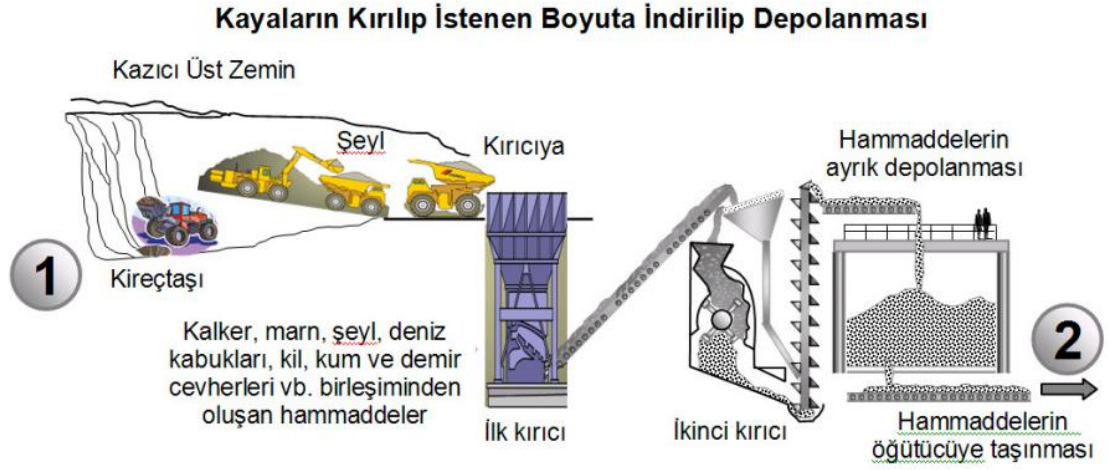 Kayaların Kırılıp İstenen Boyuta İndirilip Depolanması
Kazıcı Üst Zemin
Şeyl
Kırıcıya
Hammaddelerin
ayrık depolanması
1
Kireçtaşı
Kalker, marn, şeyl, deniz
kabukları, kil, kum ve demir
cevherleri vb. birleşiminden
oluşan hammaddeler
İlk kırıcı
İkinci kırıcı
2
Hammaddelerin
öğütücüye taşınması